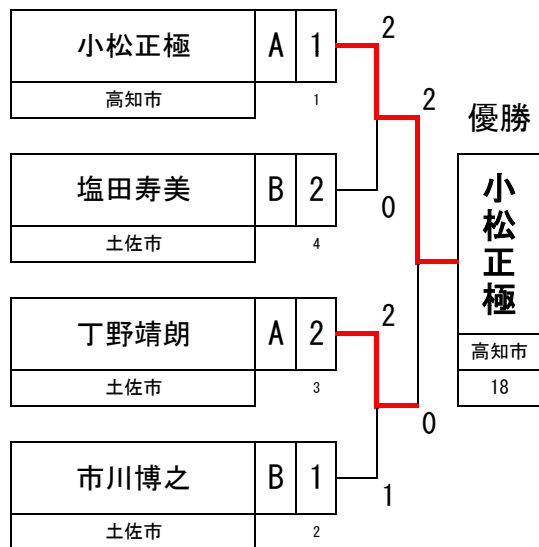 小松正極 A 1 2
高知市 1
2
優勝
塩田寿美 B 2 0
土佐市 4
小松正極
高知市
18
丁野靖朗 A 2 2
土佐市 3
0
市川博之 B 1 1
土佐市 2